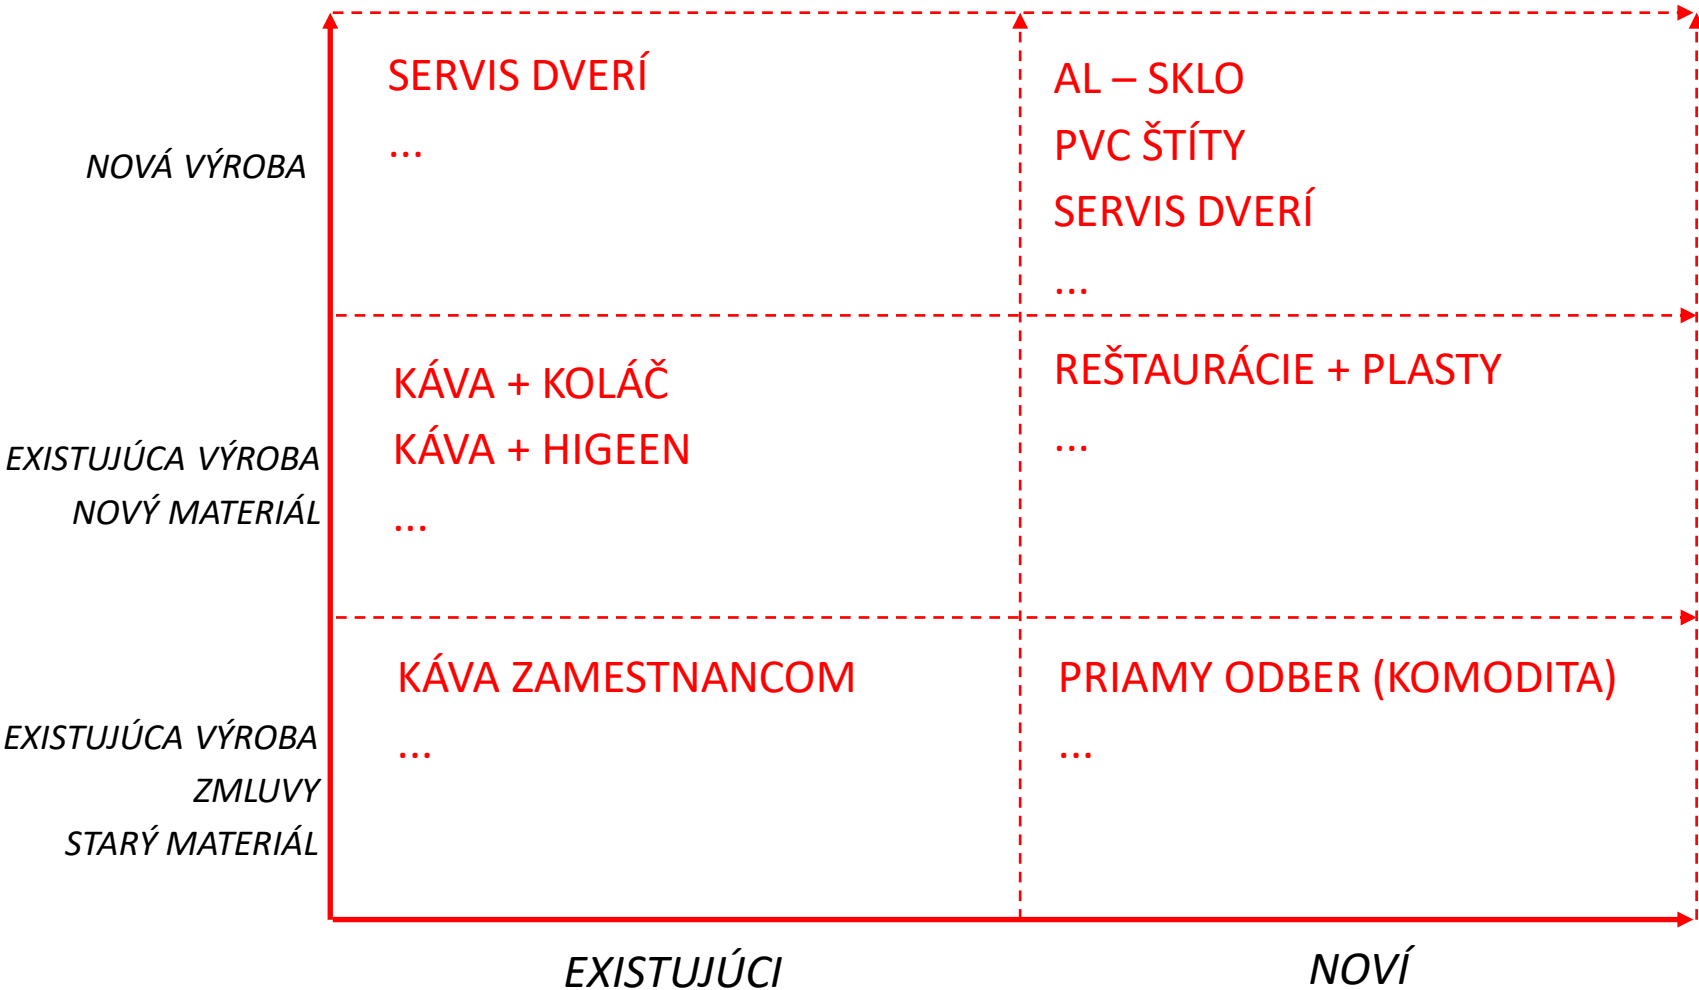 SERVIS DVERÍ
...
AL – SKLO
PVC ŠTÍTY
SERVIS DVERÍ
...
NOVÁ VÝROBA
KÁVA + KOLÁČ
KÁVA + HIGEEN
...
REŠTAURÁCIE + PLASTY
...
EXISTUJÚCA VÝROBA
NOVÝ MATERIÁL
KÁVA ZAMESTNANCOM
...
PRIAMY ODBER (KOMODITA)
...
EXISTUJÚCA VÝROBA
ZMLUVY
STARÝ MATERIÁL
EXISTUJÚCI
NOVÍ